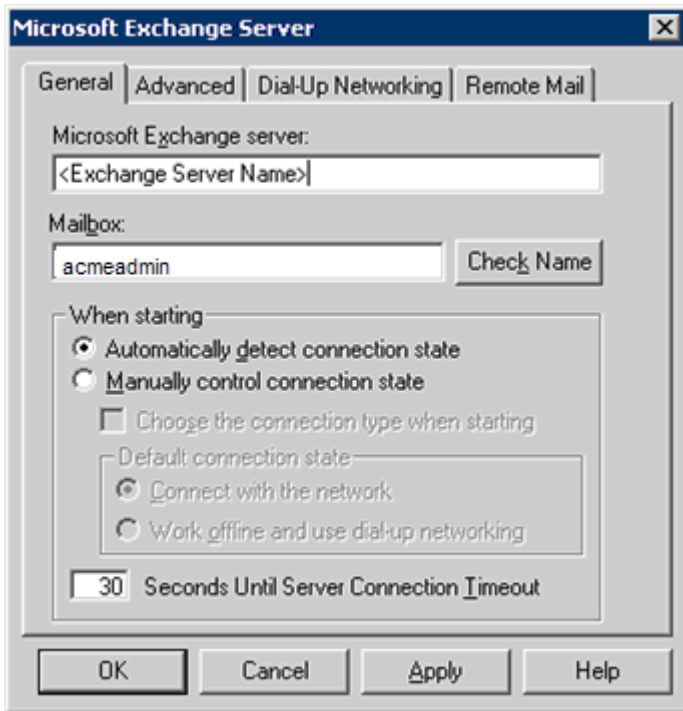 Microsoft Exchange Server
General Advanced Dial-Up Networking Remote Mail
Microsoft Exchange server:
<Exchange Server Name>
Mailbox:
acmeadmin Check Name
When starting
Automatically detect connection state
Manually control connection state
Choose the connection type when starting
Default connection state
Connect with the network
Work offline and use dial-up networking
30 Seconds Until Server Connection Timeout
OK Cancel Apply Help